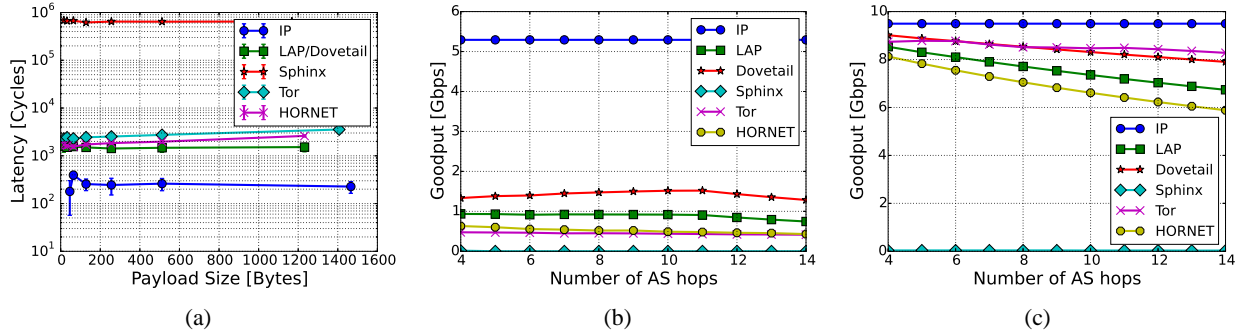 10^6
10^5
10^4
10^3
10^2
10^1
Latency [Cycles]
0 200 400 600 800 1000 1200 1400 1600
Payload Size [Bytes]
IP
LAP/Dovetail
Sphinx
Tor
HORNET
(a)
6
5
4
3
2
1
0
Goodput [Gbps]
4 6 8 10 12 14
Number of AS hops
IP
LAP
Dovetail
Sphinx
Tor
HORNET
(b)
10
8
6
4
2
0
Goodput [Gbps]
4 6 8 10 12 14
Number of AS hops
IP
LAP
Dovetail
Sphinx
Tor
HORNET
(c)